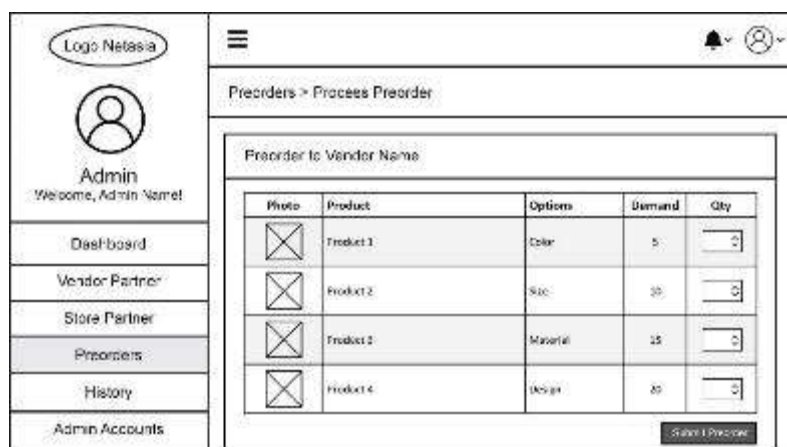 Logo Netasia
Preorders > Process Preorder
Admin
Welcome, Admin Name!
Dashboard
Vendor Partner
Store Partner
Preorders
History
Admin Accounts
Preorder to Vendor Name
Photo Product Options Demand Qty
Product 1 Color 5
Product 2 Size 10
Product 3 Material 15
Product 4 Design 20
Submit Preorder